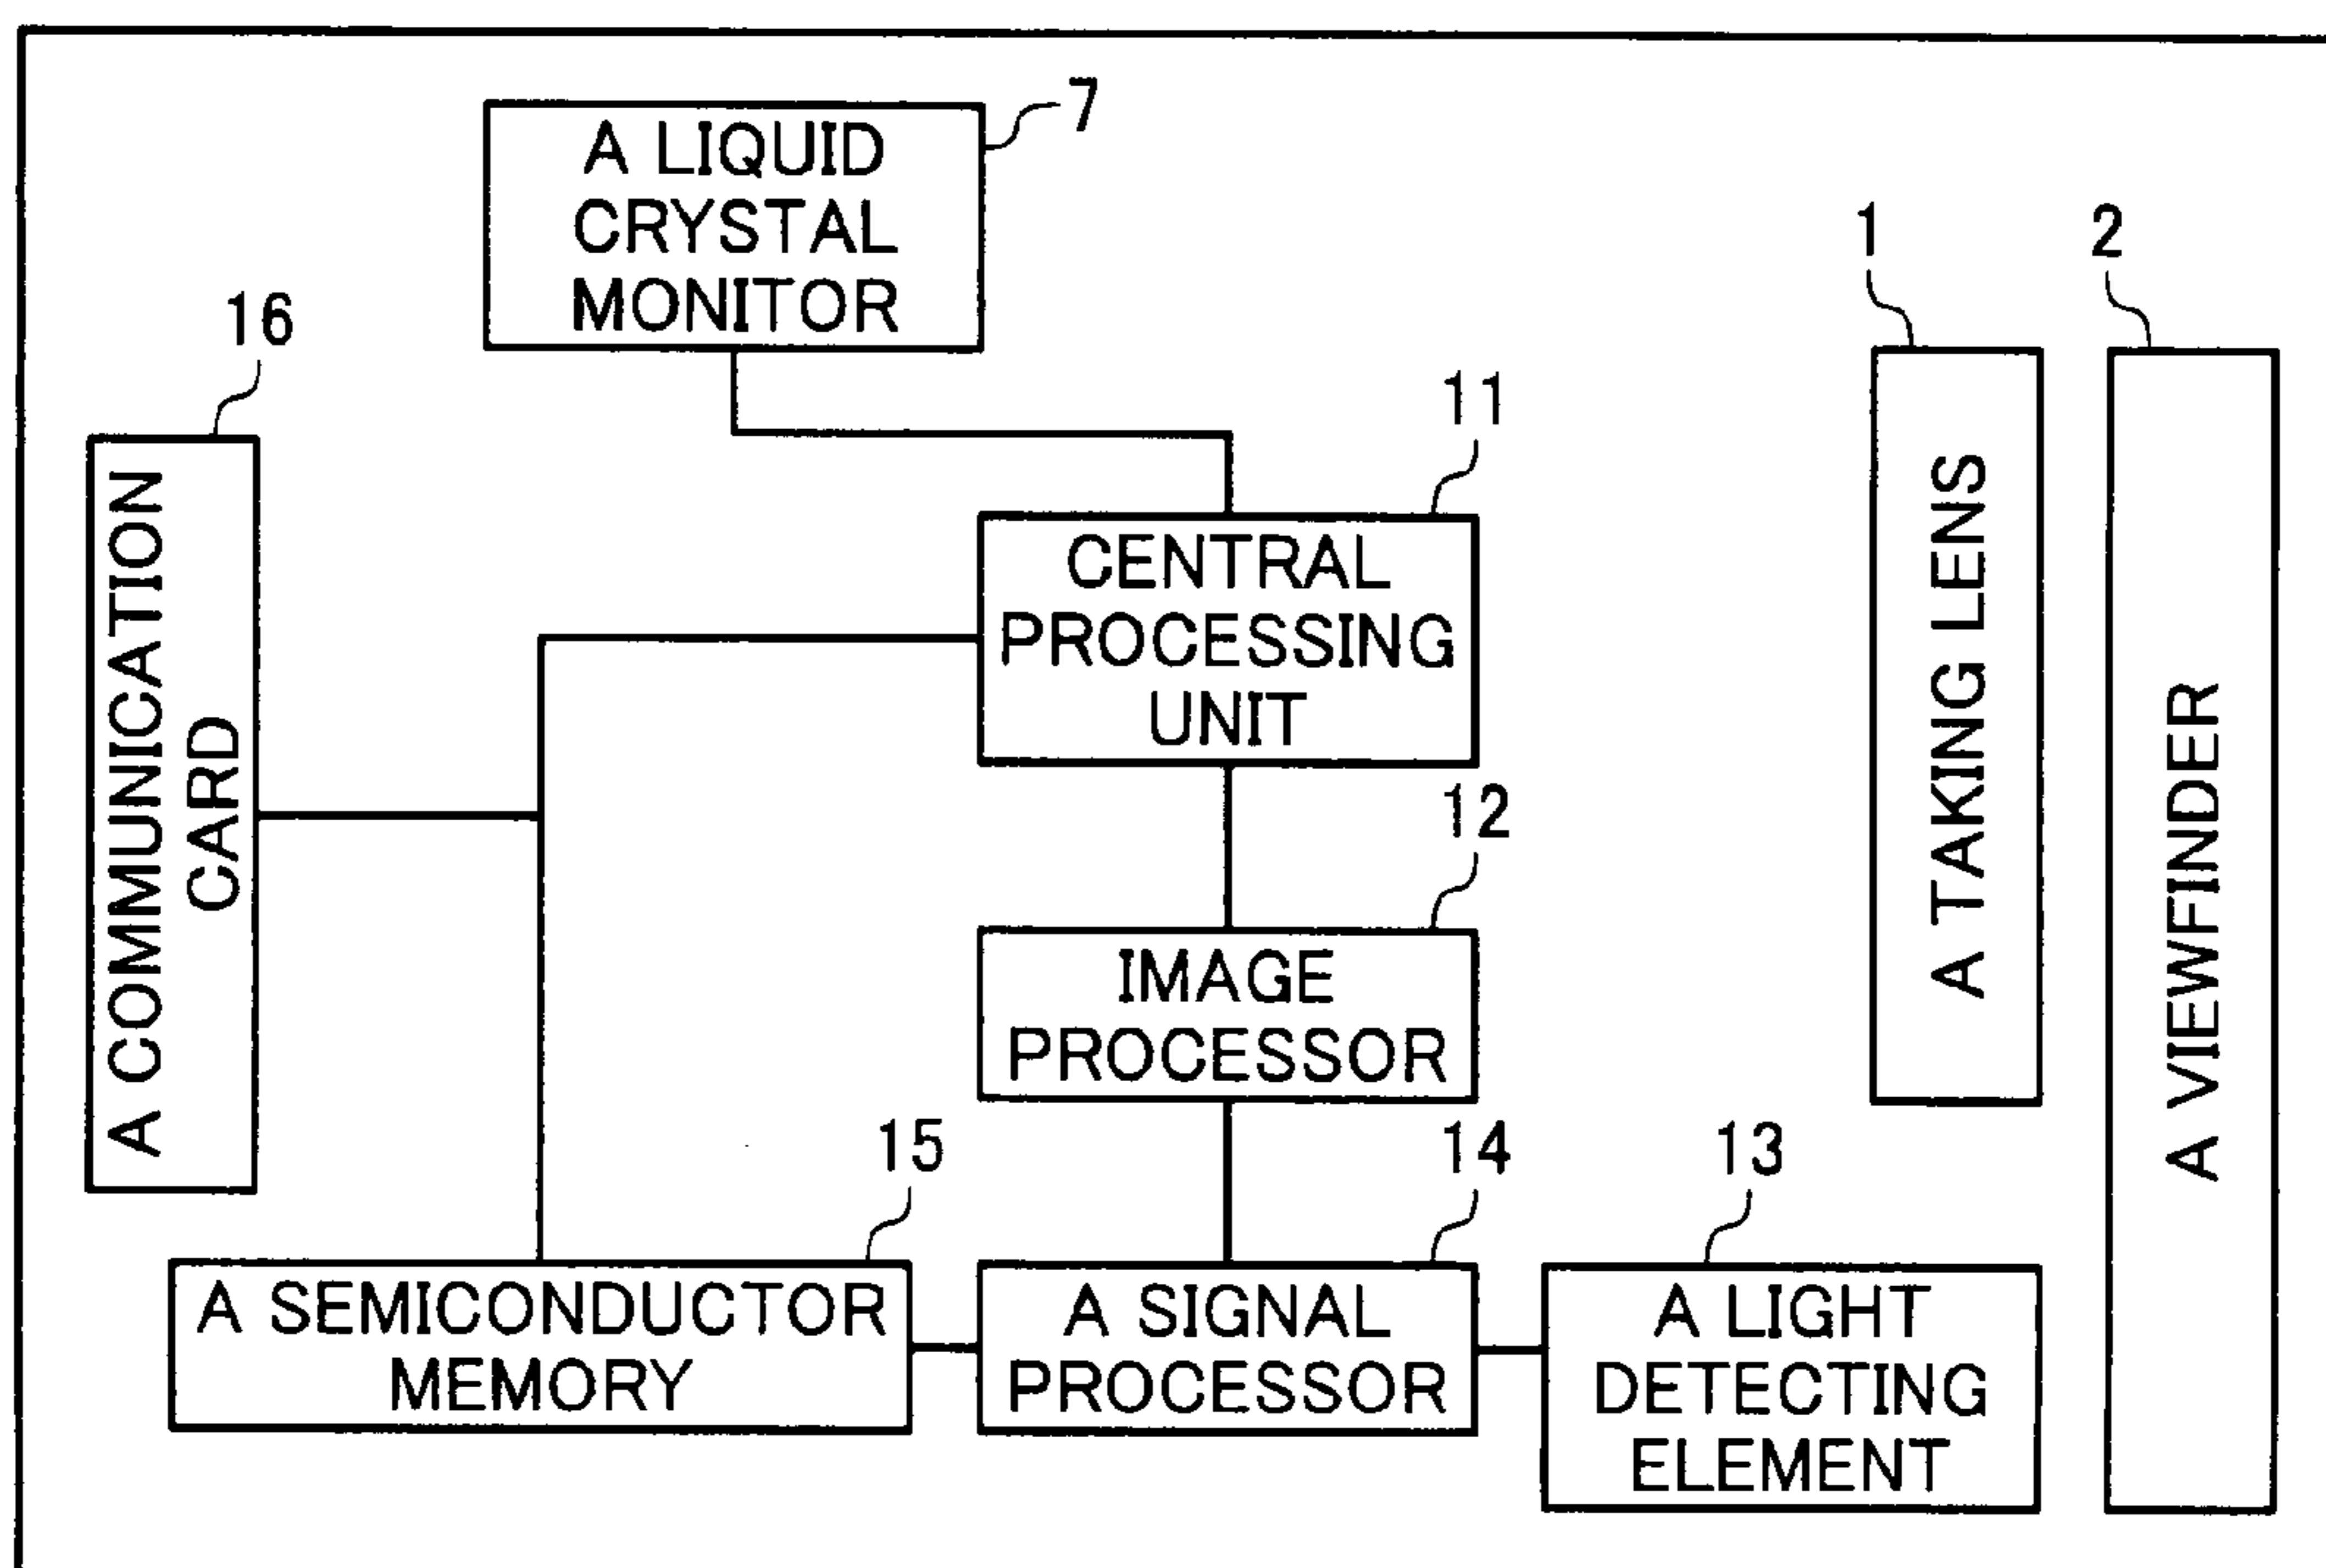 7
A LIQUID
CRYSTAL
MONITOR
1
2
16
11
A COMMUNICATION
CARD
CENTRAL
PROCESSING
UNIT
A TAKING LENS
A VIEWFINDER
12
IMAGE
PROCESSOR
15
14
13
A SEMICONDUCTOR
MEMORY
A SIGNAL
PROCESSOR
A LIGHT
DETECTING
ELEMENT